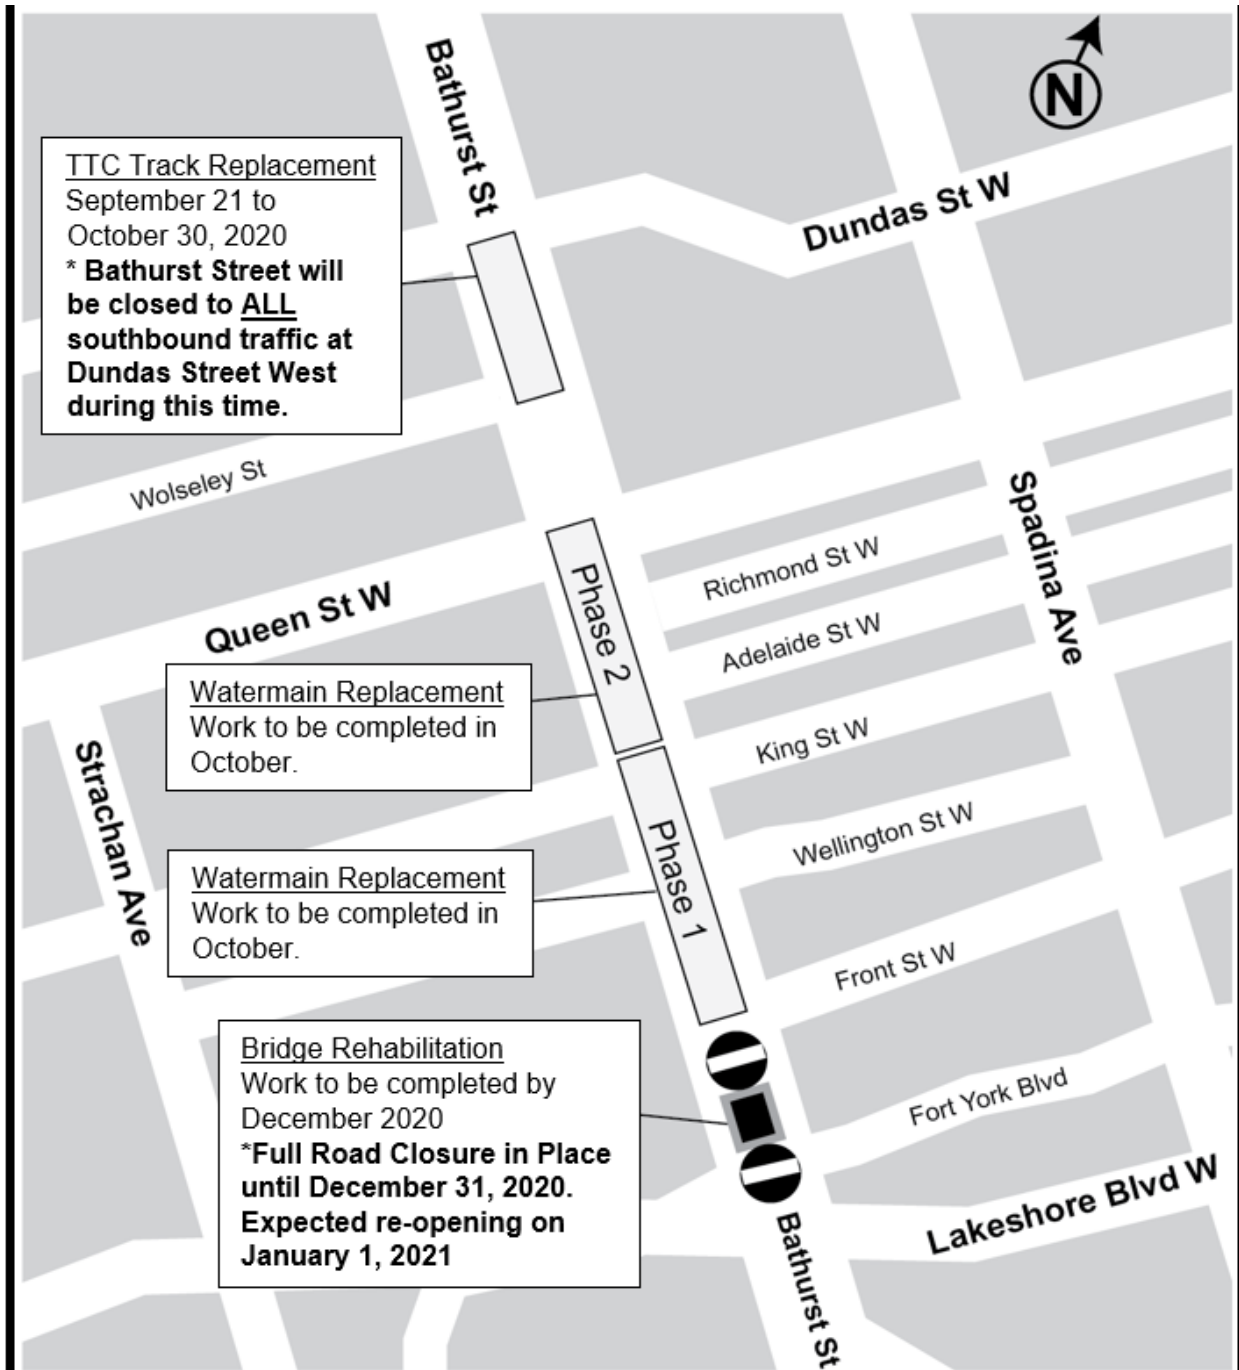 Bathurst St
N
Dundas St W
TTC Track Replacement
September 21 to
October 30, 2020
* Bathurst Street will
be closed to ALL
southbound traffic at
Dundas Street West
during this time.
Wolseley St
Spadina Ave
Richmond St W
Queen St W
Phase 2
Adelaide St W
Watermain Replacement
Work to be completed in
October.
King St W
Strachan Ave
Wellington St W
Phase 1
Watermain Replacement
Work to be completed in
October.
Front St W
Bridge Rehabilitation
Work to be completed by
December 2020
*Full Road Closure in Place
until December 31, 2020.
Expected re-opening on
January 1, 2021
Fort York Blvd
Lakeshore Blvd W
Bathurst St